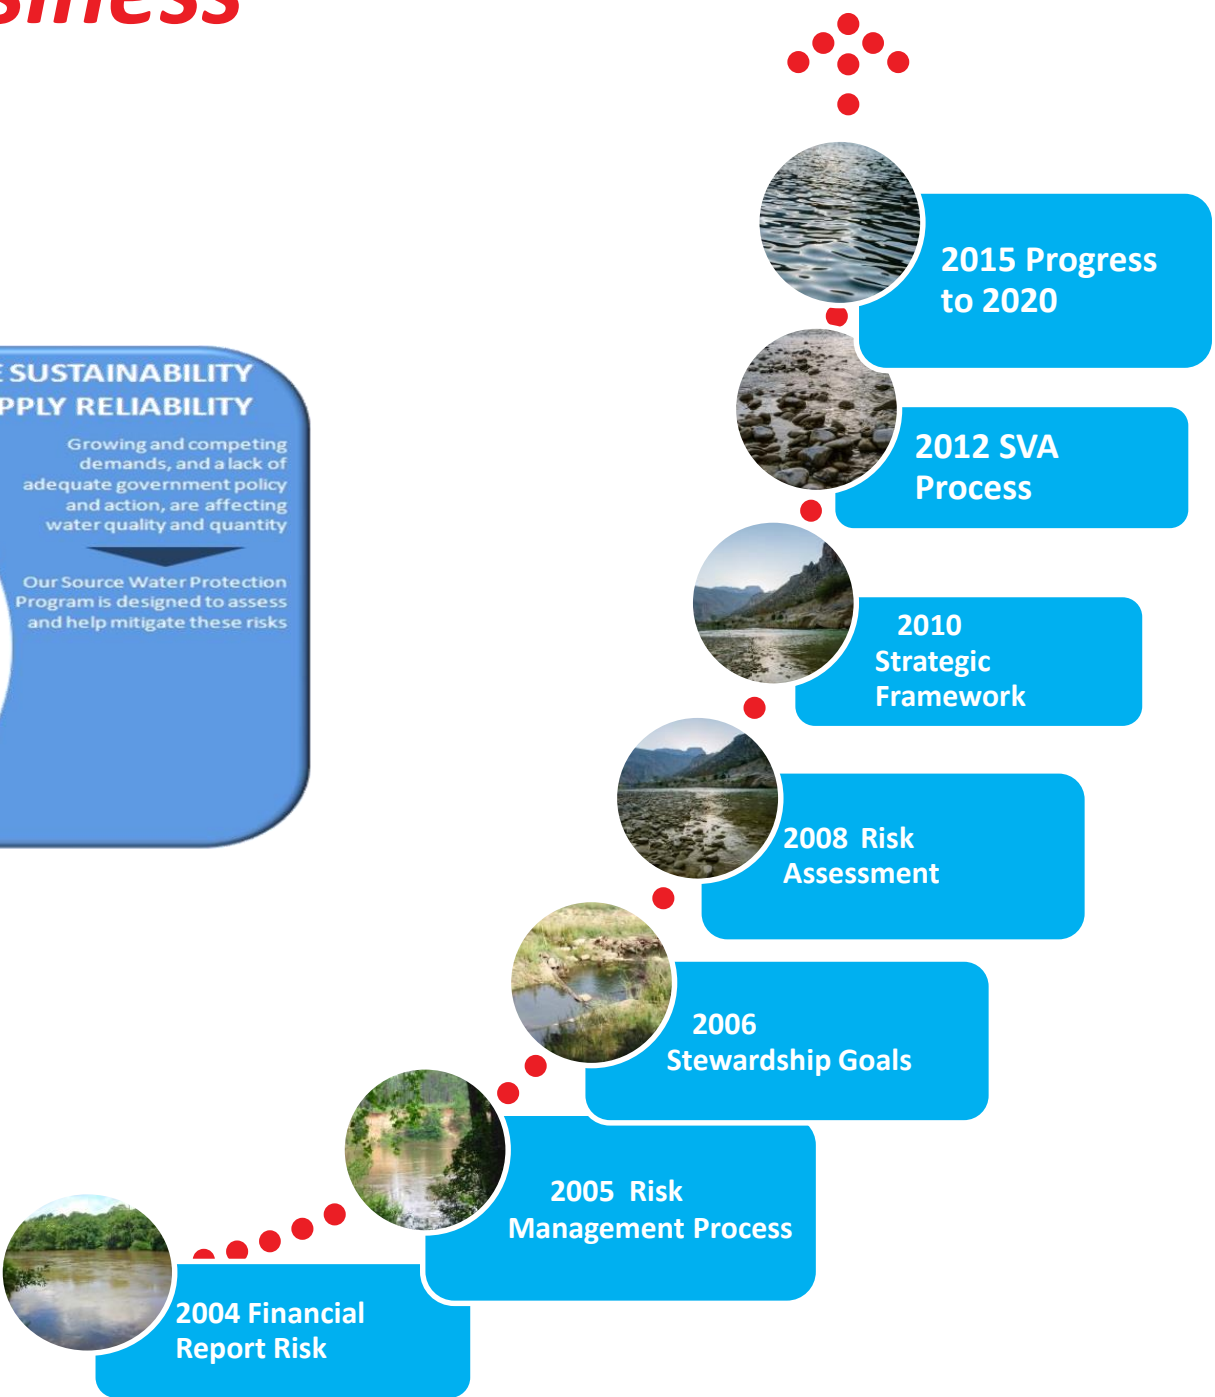 SUSTAINABILITY
RELIABILITY
Growing and competing
demands, and a lack of
adequate government policy
and action, are affecting
water quality and quantity
Our Source Water Protection
Program is designed to assess
and help mitigate these risks
2015 Progress
to 2020
2012 SVA
Process
2010
Strategic
Framework
2008 Risk
Assessment
2006
Stewardship Goals
2005 Risk
Management Process
2004 Financial
Report Risk